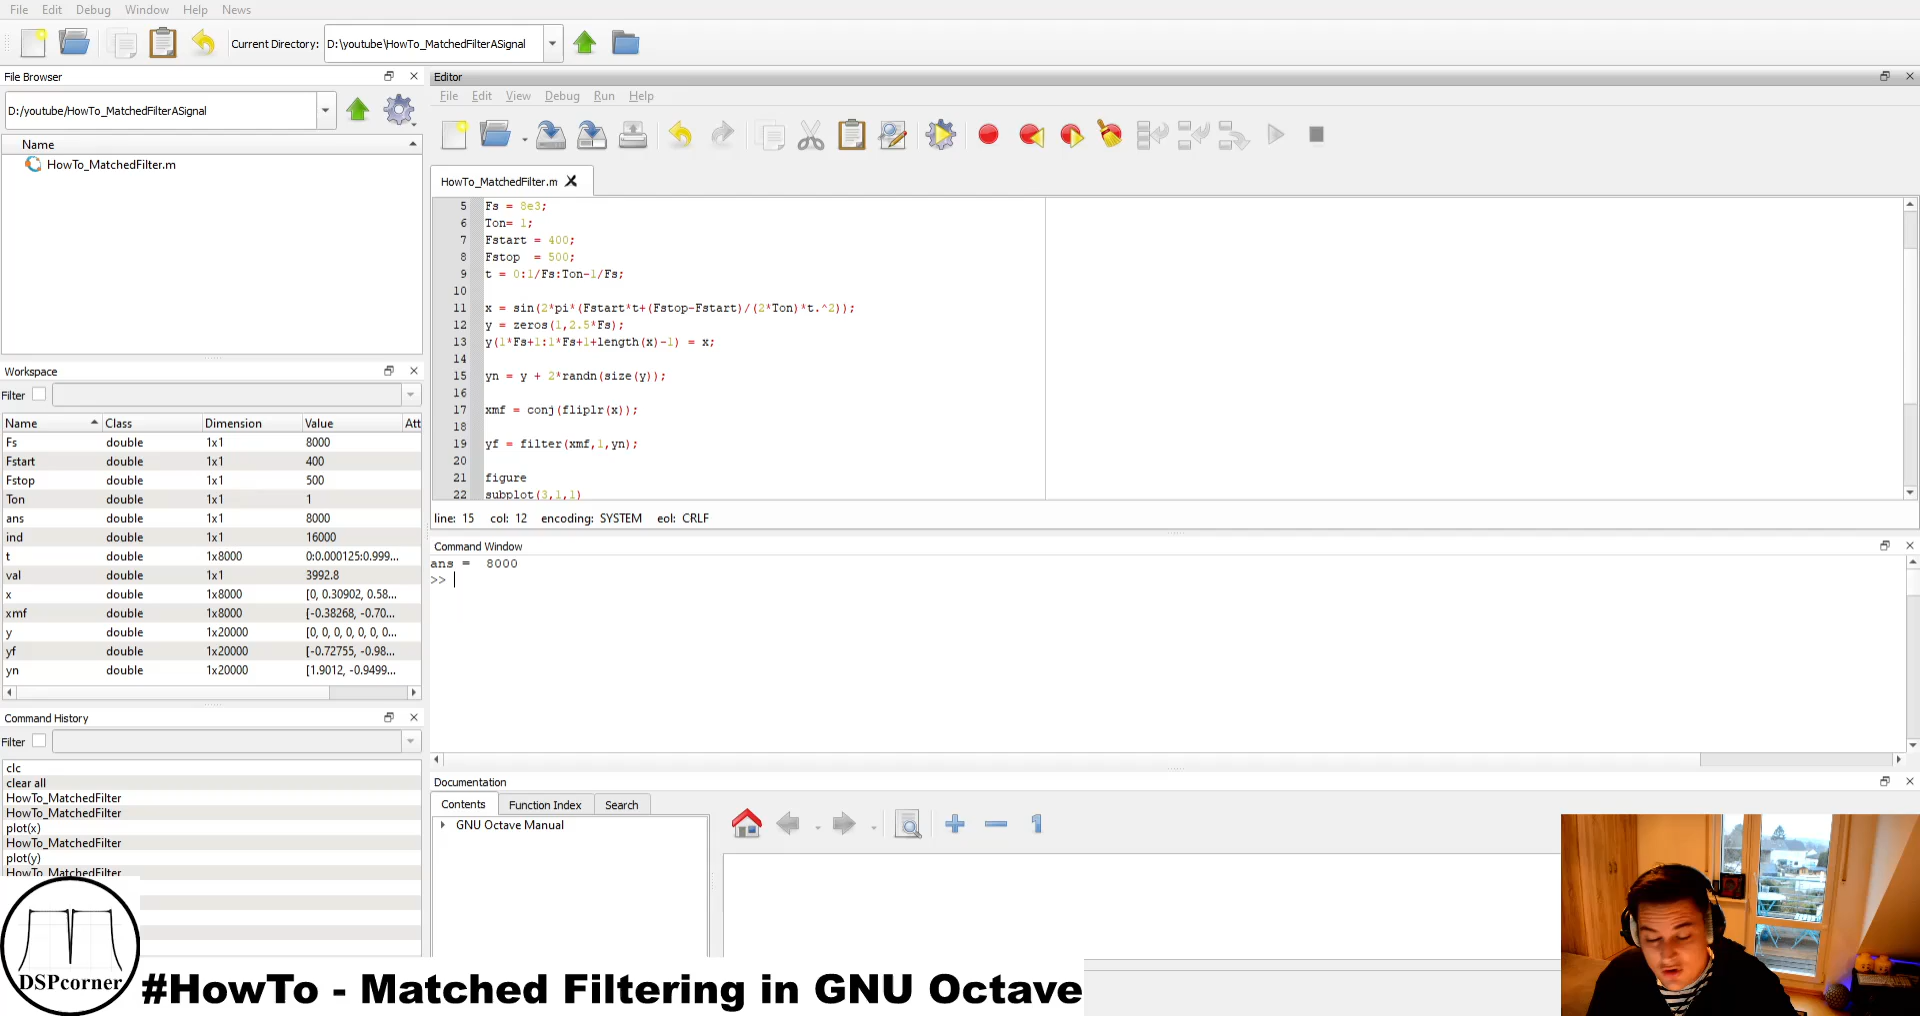 File Edit Debug Window Help News
Current Directory: D:\youtube\HowTo_MatchedFilterASignal
File Browser
D:/youtube/HowTo_MatchedFilterASignal
Name
HowTo_MatchedFilter.m
Workspace
Filter
Name Class Dimension Value Att
Fs double 1x1 8000
Fstart double 1x1 400
Fstop double 1x1 500
Ton double 1x1 1
ans double 1x1 8000
ind double 1x1 16000
t double 1x8000 0:0.000125:0.999...
val double 1x1 3992.8
x double 1x8000 [0, 0.30902, 0.58...
xmf double 1x8000 [-0.38268, -0.70...
y double 1x20000 [0, 0, 0, 0, 0, 0, 0...
yf double 1x20000 [-0.72755, -0.98...
yn double 1x20000 [1.9012, -0.9499...
Command History
Filter
clc
clear all
HowTo_MatchedFilter
HowTo_MatchedFilter
plot(x)
HowTo_MatchedFilter
plot(y)
HowTo_MatchedFilter
Editor
File Edit View Debug Run Help
HowTo_MatchedFilter.m
5 Fs = 8e3;
6 Ton= 1;
7 Fstart = 400;
8 Fstop  = 500;
9 t = 0:1/Fs:Ton-1/Fs;
10
11 x = sin(2*pi*(Fstart*t+(Fstop-Fstart)/(2*Ton)*t.^2));
12 y = zeros(1,2.5*Fs);
13 y(1*Fs+1:1*Fs+1+length(x)-1) = x;
14
15 yn = y + 2*randn(size(y));
16
17 xmf = conj(fliplr(x));
18
19 yf = filter(xmf,1,yn);
20
21 figure
22 subplot(3,1,1)
line: 15 col: 12 encoding: SYSTEM eol: CRLF
Command Window
ans =  8000
>>
Documentation
Contents Function Index Search
GNU Octave Manual
DSPcorner
#HowTo - Matched Filtering in GNU Octave